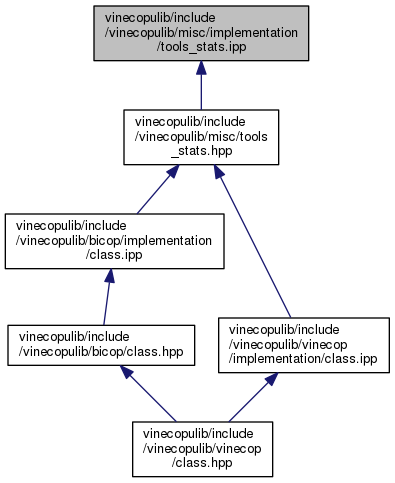 vinecopulib/include
/vinecopulib/misc/implementation
/tools_stats.ipp
vinecopulib/include
/vinecopulib/misc/tools
_stats.hpp
vinecopulib/include
/vinecopulib/bicop/implementation
/class.ipp
vinecopulib/include
/vinecopulib/bicop/class.hpp
vinecopulib/include
/vinecopulib/vinecop
/implementation/class.ipp
vinecopulib/include
/vinecopulib/vinecop
/class.hpp